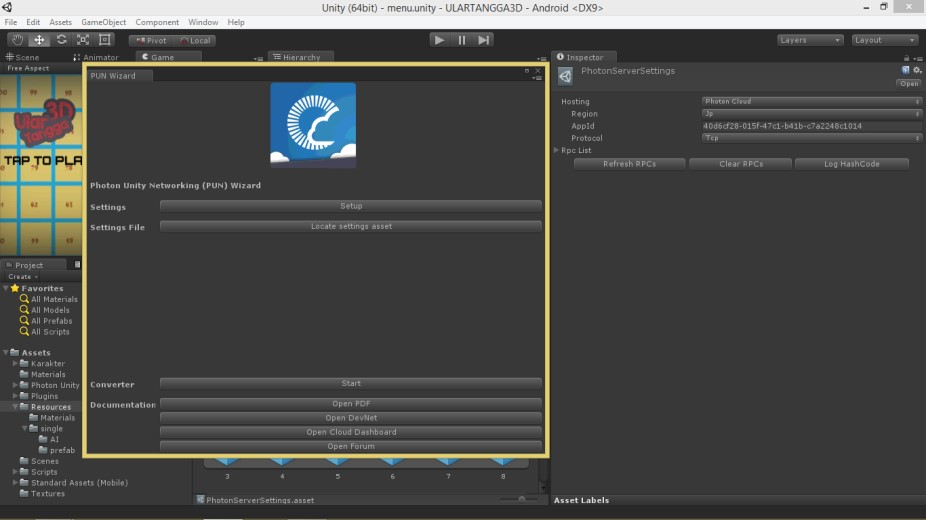 Unity (64bit) - menu.unity - ULARTANGGA3D - Android <DX9>
File Edit Assets GameObject Component Window Help
Pivot Local Layers Layout
Scene Animator Game Hierarchy Inspector
Free Aspect
PUN Wizard
PhotonServerSettings
Open
Hosting Photon Cloud
Region Jp
AppId 40d6cf28-015f-47c1-b41b-c7a2248c1014
Protocol Tcp
Rpc List
Refresh RPCs Clear RPCs Log HashCode
Ular 3D
Tangga
TAP TO PLA
Photon Unity Networking (PUN) Wizard
Settings Setup
Settings File Locate settings asset
62 61
99 98
Project
Create
Favorites
All Materials
All Models
All Prefabs
All Scripts
Assets
Karakter
Materials
Photon Unity
Plugins
Resources
Materials
single
AI
prefab
Scenes
Scripts
Standard Assets (Mobile)
Textures
Converter Start
Documentation Open PDF
Open DevNet
Open Cloud Dashboard
Open Forum
3 4 5 6 7 8
PhotonServerSettings.asset
Asset Labels